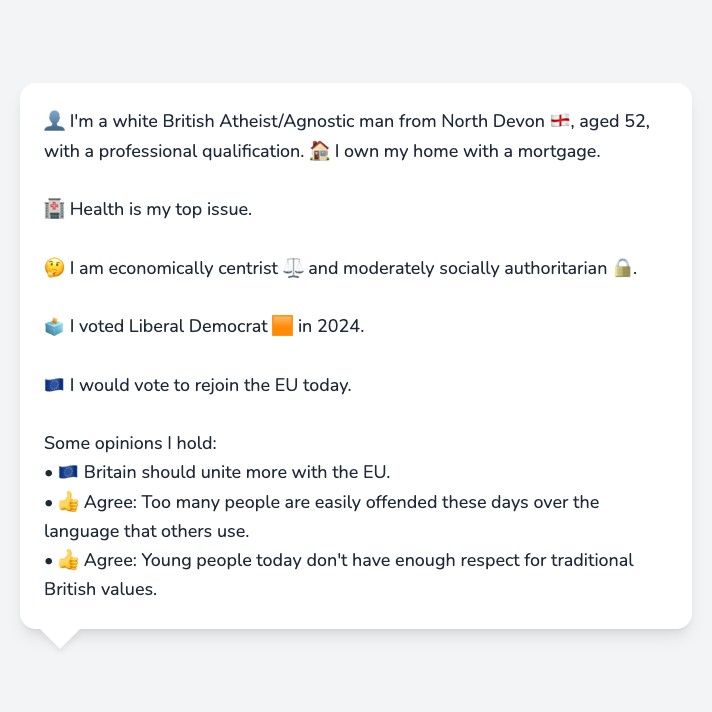 👤 I'm a white British Atheist/Agnostic man from North Devon 🏴󠁧󠁢󠁥󠁮󠁧󠁿, aged 52,
with a professional qualification. 🏠 I own my home with a mortgage.
🏥 Health is my top issue.
🤔 I am economically centrist ⚖️ and moderately socially authoritarian 🔒.
🗳️ I voted Liberal Democrat 🟧 in 2024.
🇪🇺 I would vote to rejoin the EU today.
Some opinions I hold:
• 🇪🇺 Britain should unite more with the EU.
• 👍 Agree: Too many people are easily offended these days over the
language that others use.
• 👍 Agree: Young people today don't have enough respect for traditional
British values.